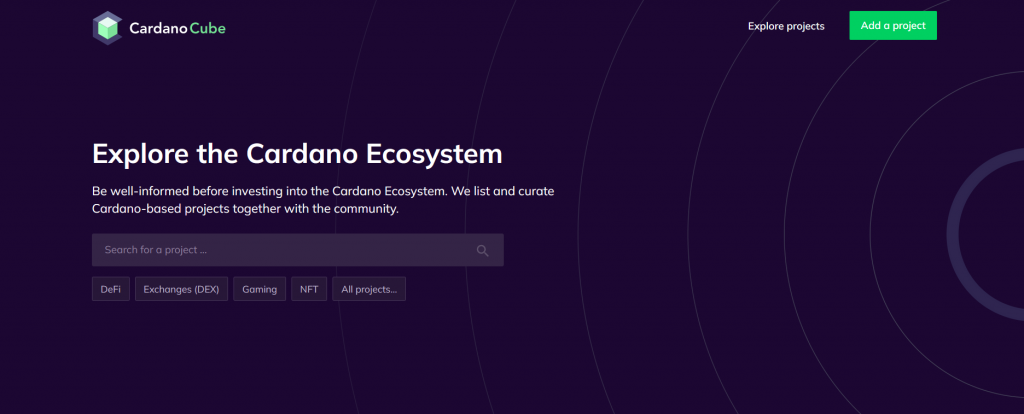 Cardano Cube
Explore projects
Add a project
Explore the Cardano Ecosystem
Be well-informed before investing into the Cardano Ecosystem. We list and curate
Cardano-based projects together with the community.
Search for a project ...
DeFi
Exchanges (DEX)
Gaming
NFT
All projects...